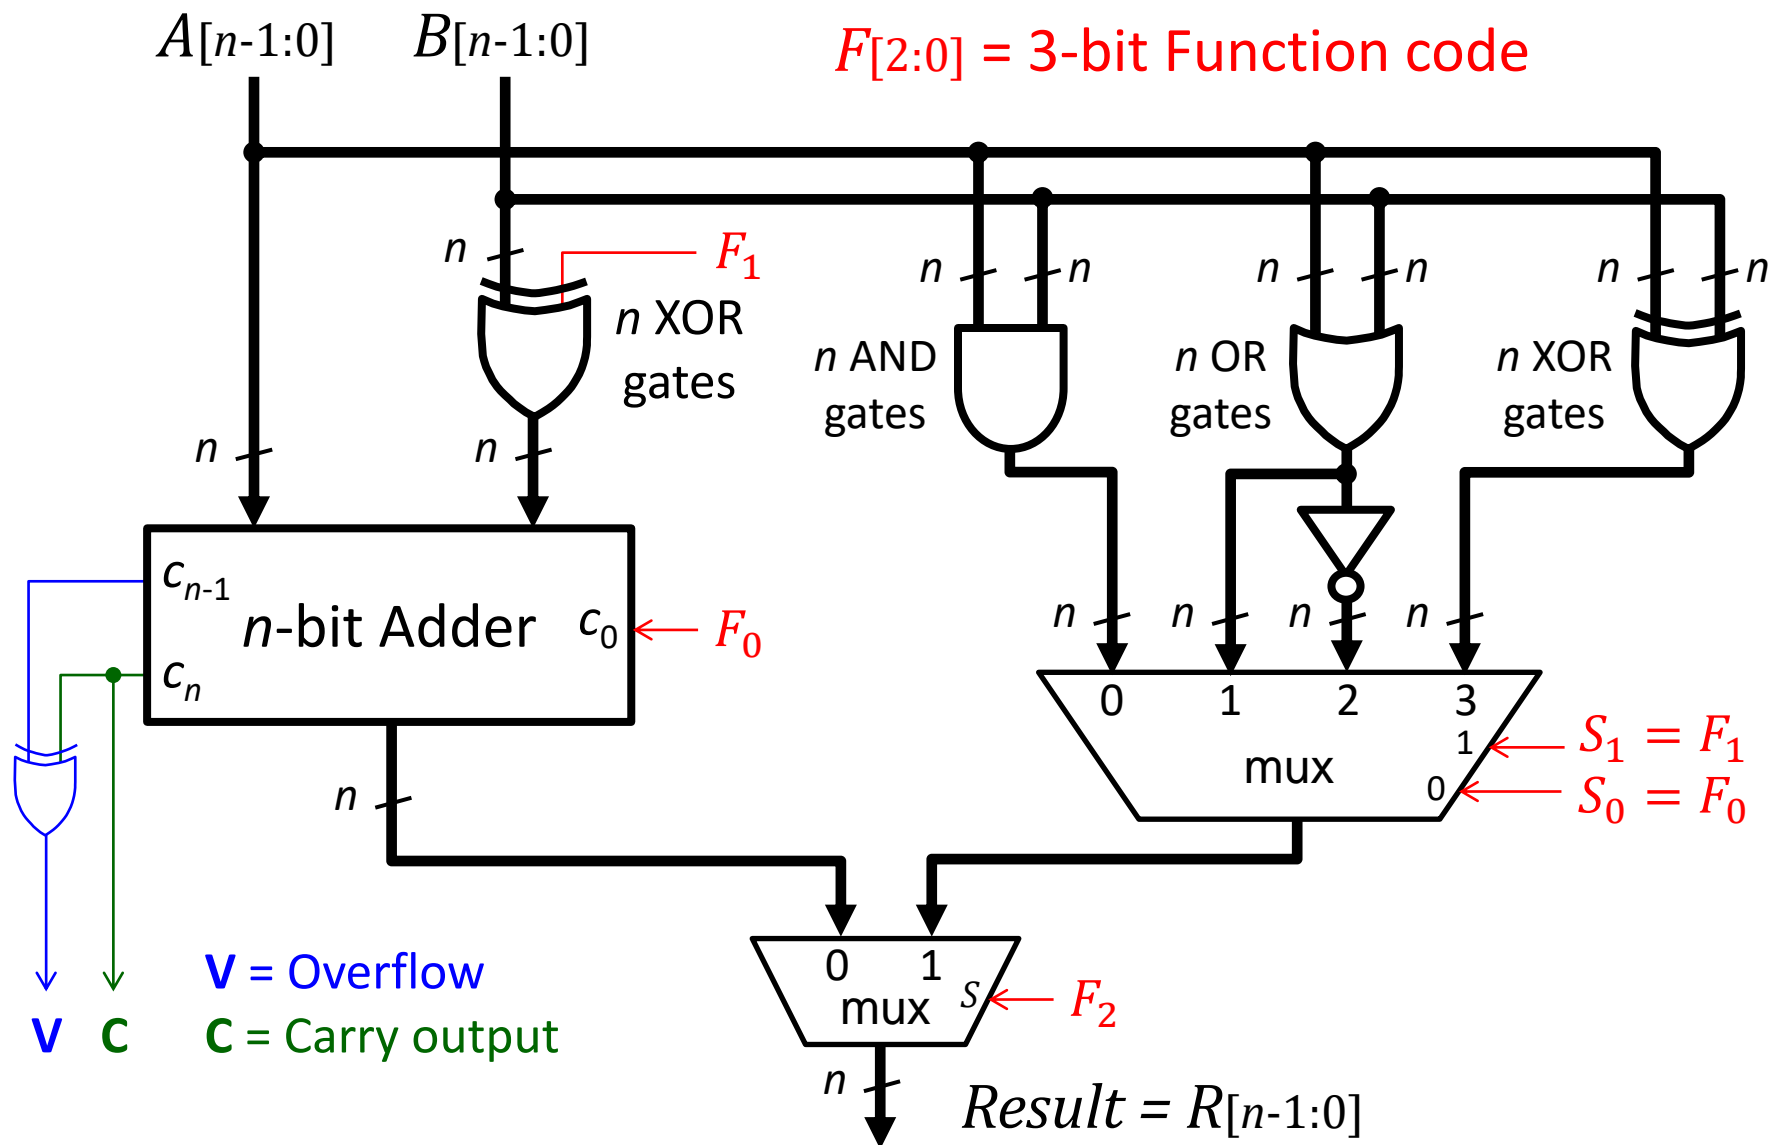 A[n-1:0] B[n-1:0] F[2:0] = 3-bit Function code
n F₁ n n n n n n
n XOR gates
n AND gates
n OR gates
n XOR gates
n n
cₙ₋₁
n-bit Adder c₀ F₀
cₙ
n n n n
0 1 2 3
1 S₁ = F₁
mux
0 S₀ = F₀
n
0 1
mux S F₂
V = Overflow
V C C = Carry output
n Result = R[n-1:0]